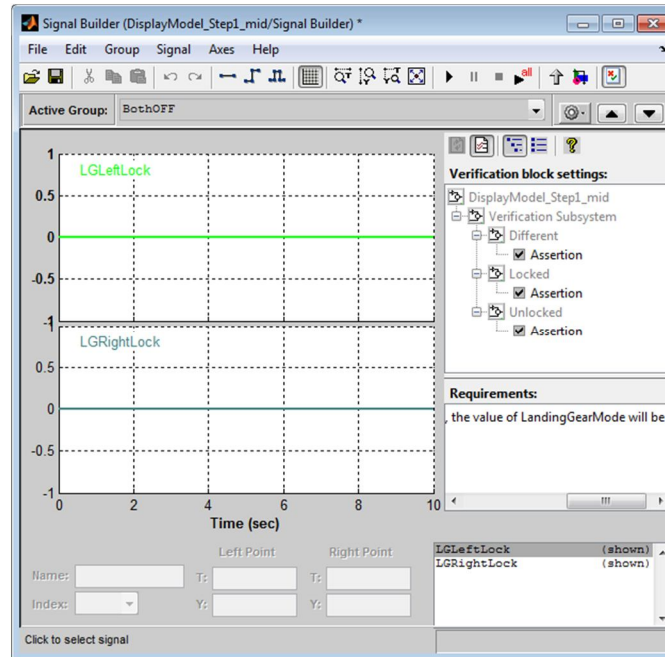 Signal Builder (DisplayModel_Step1_mid/Signal Builder) *
File Edit Group Signal Axes Help
all
Active Group: BothOFF
Verification block settings:
DisplayModel_Step1_mid
Verification Subsystem
Different
Assertion
Locked
Assertion
Unlocked
Assertion
Requirements:
, the value of LandingGearMode will be
1
LGLeftLock
0.5
0
-0.5
-1
LGRightLock
0.5
0
-0.5
-1
0 2 4 6 8 10
Time (sec)
Left Point Right Point
Name: T: T:
Index: Y: Y:
LGLeftLock (shown)
LGRightLock (shown)
Click to select signal